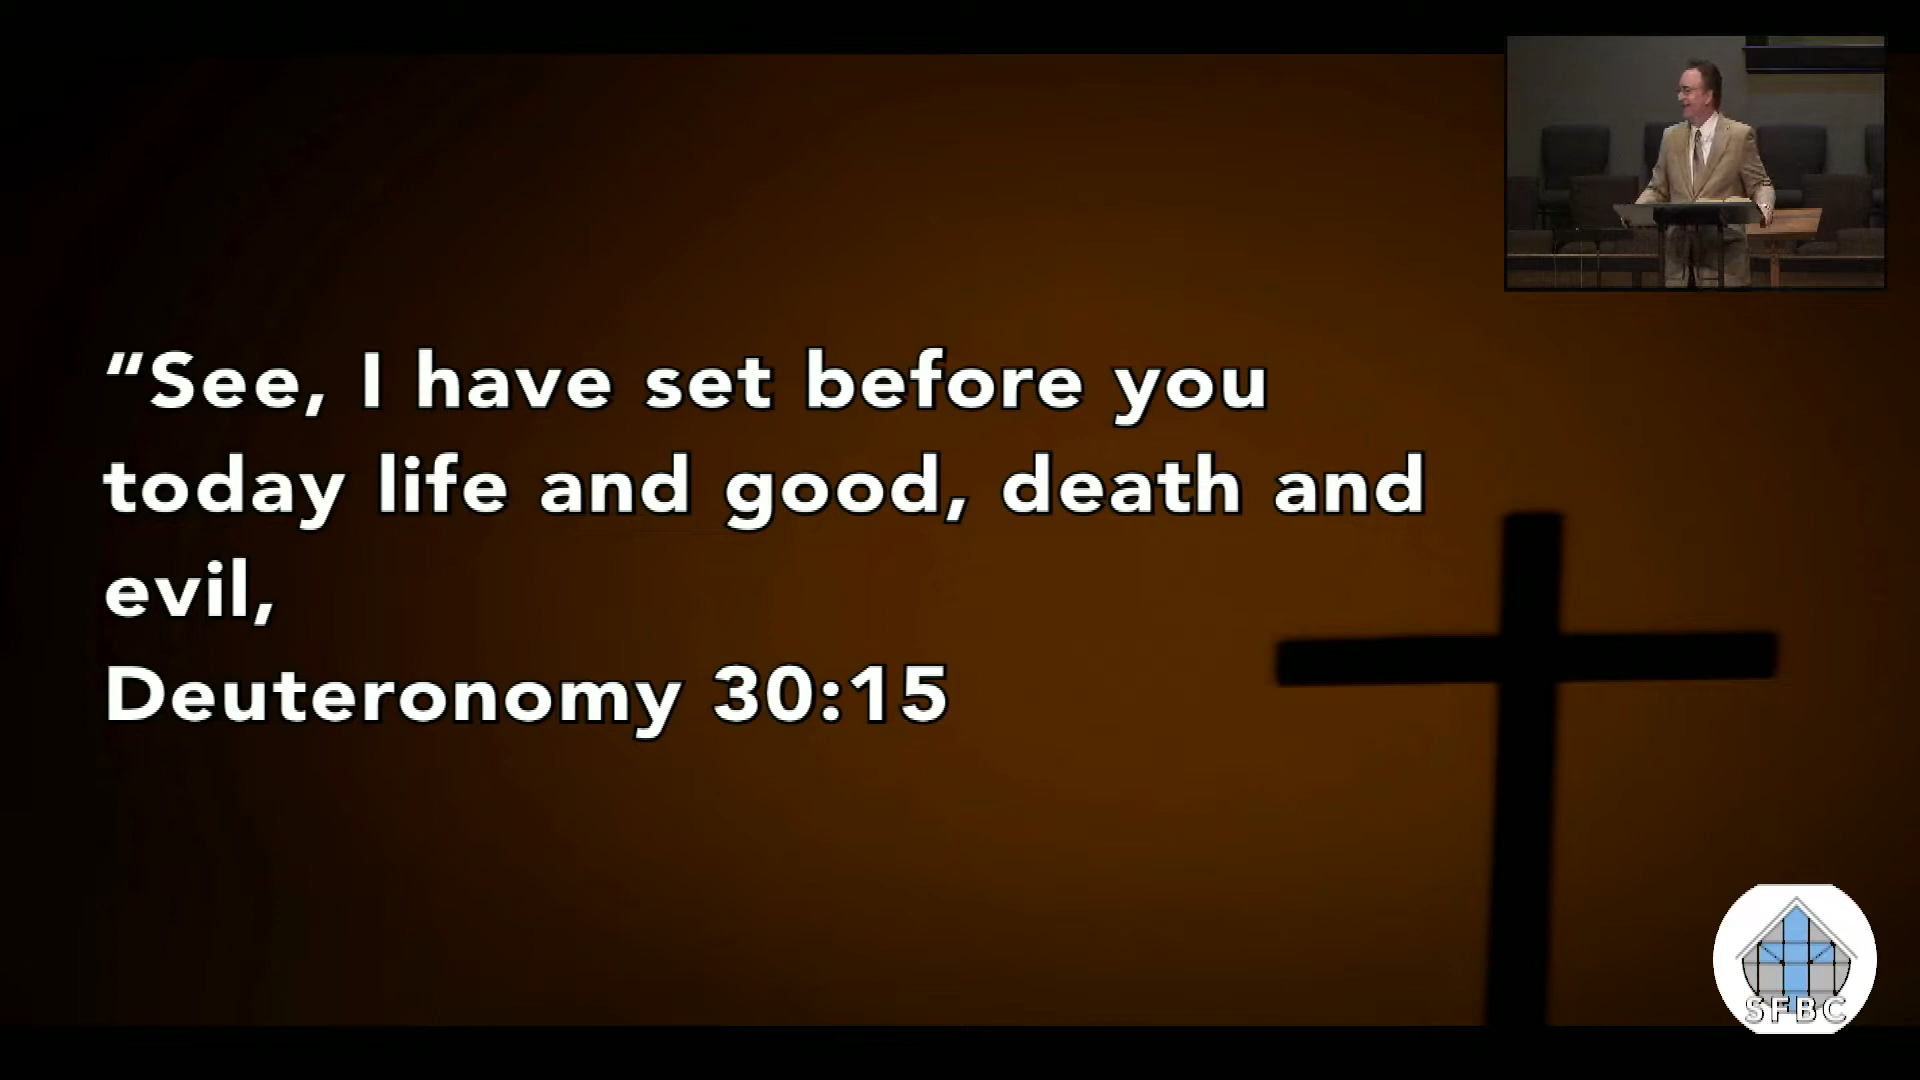 “See, I have set before you
today life and good, death and
evil,
Deuteronomy 30:15
SFBC